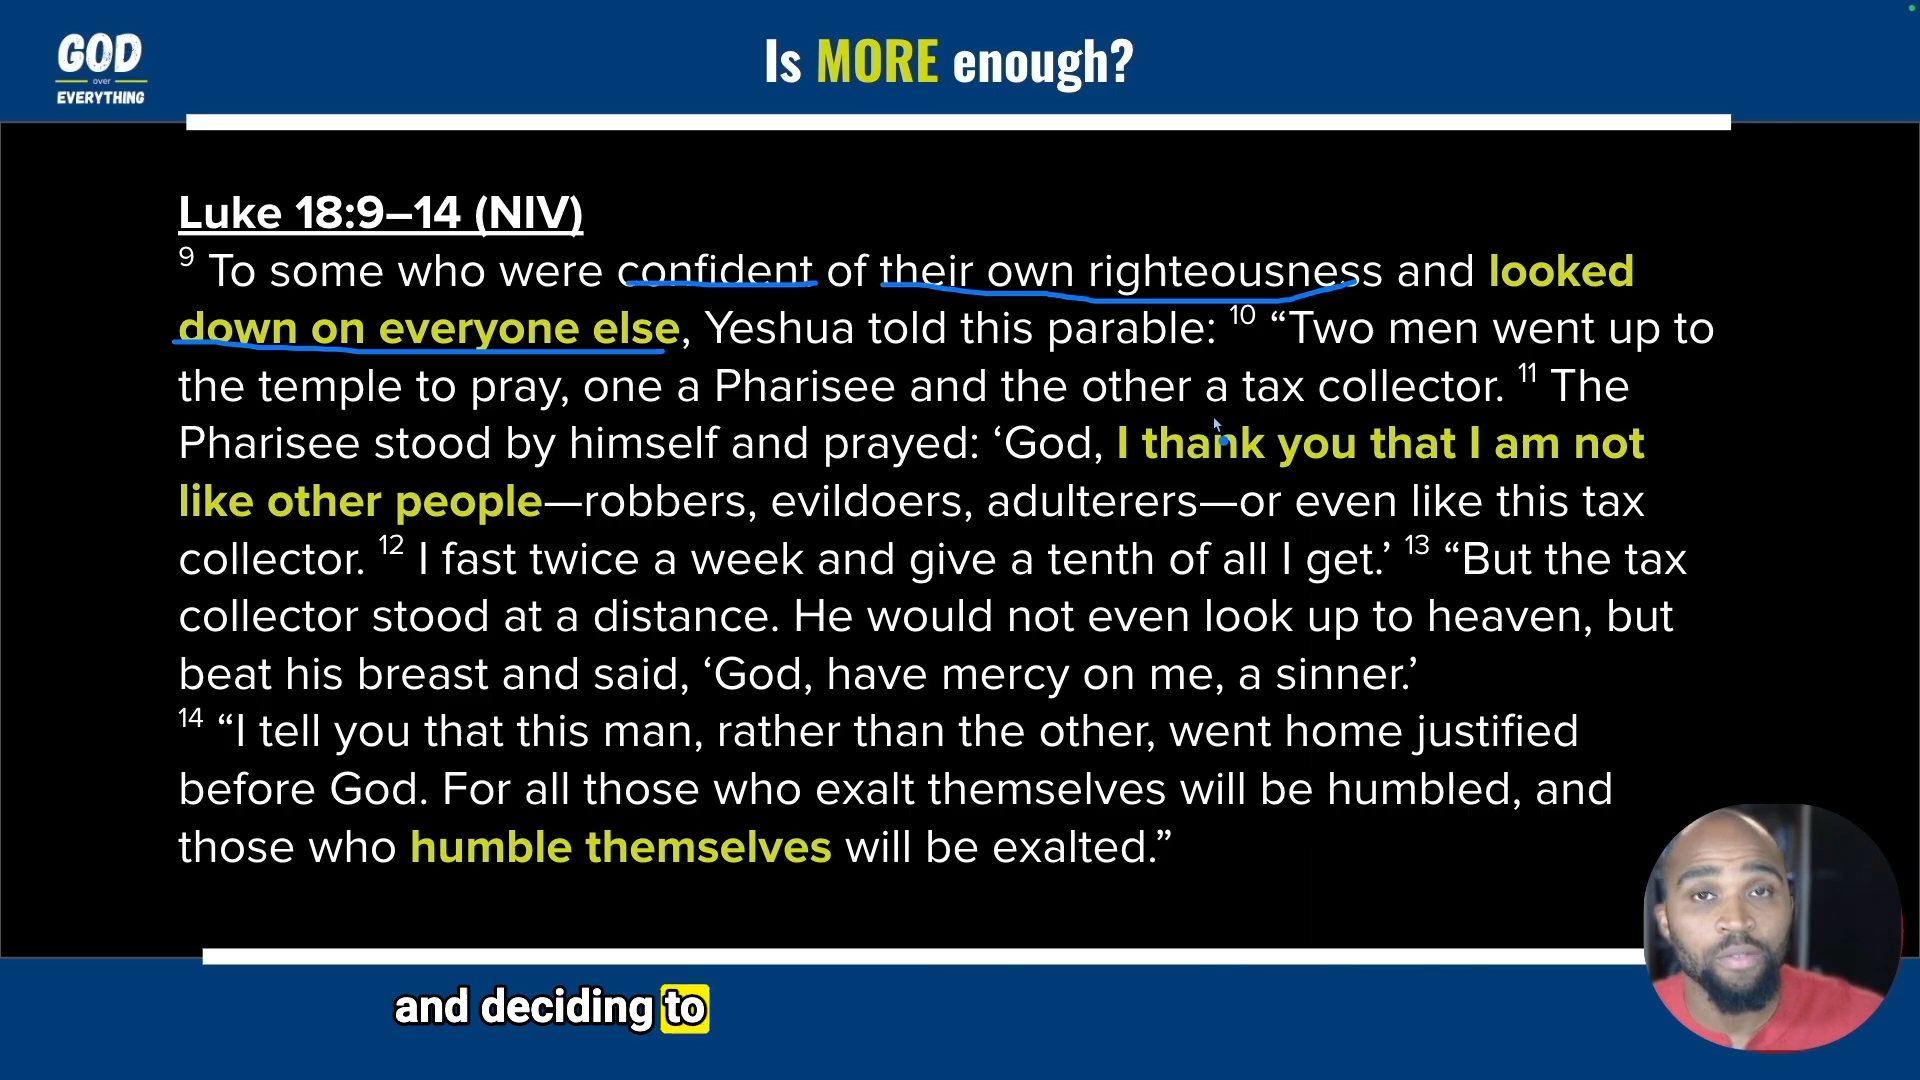 GOD
over
EVERYTHING
Is MORE enough?
Luke 18:9–14 (NIV)
9 To some who were confident of their own righteousness and looked
down on everyone else, Yeshua told this parable: 10 “Two men went up to
the temple to pray, one a Pharisee and the other a tax collector. 11 The
Pharisee stood by himself and prayed: ‘God, I thank you that I am not
like other people—robbers, evildoers, adulterers—or even like this tax
collector. 12 I fast twice a week and give a tenth of all I get.’ 13 “But the tax
collector stood at a distance. He would not even look up to heaven, but
beat his breast and said, ‘God, have mercy on me, a sinner.’
14 “I tell you that this man, rather than the other, went home justified
before God. For all those who exalt themselves will be humbled, and
those who humble themselves will be exalted.”
and deciding to